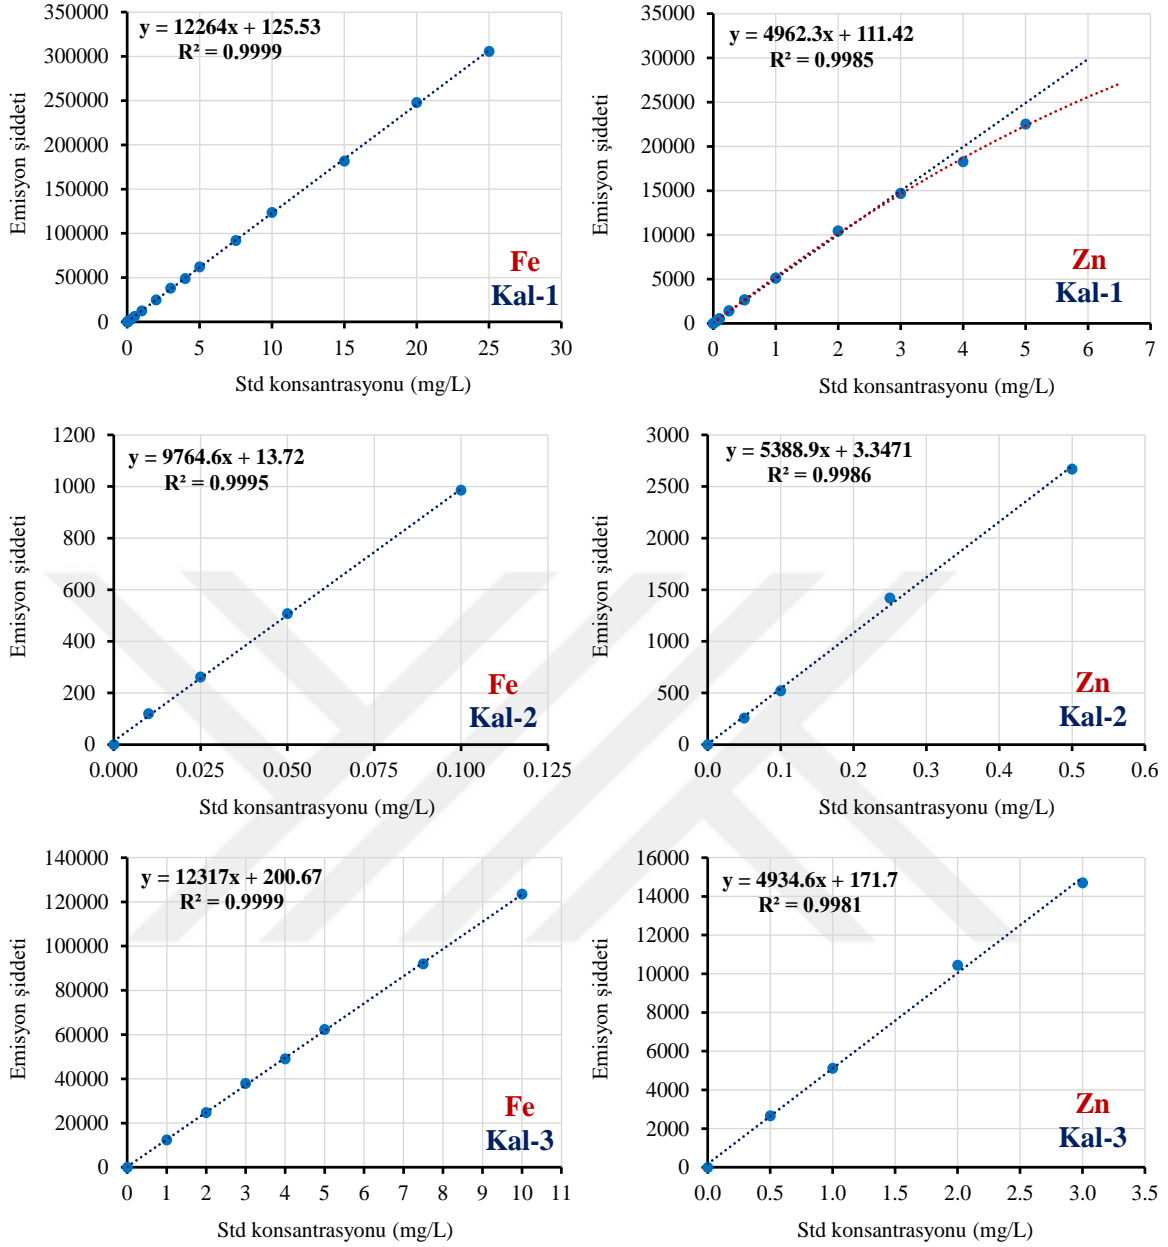 y = 12264x + 125.53
R² = 0.9999
350000
300000
250000
200000
150000
100000
50000
0
0 5 10 15 20 25 30
Emisyon şiddeti
Std konsantrasyonu (mg/L)
Fe
Kal-1
y = 4962.3x + 111.42
R² = 0.9985
35000
30000
25000
20000
15000
10000
5000
0
0 1 2 3 4 5 6 7
Emisyon şiddeti
Std konsantrasyonu (mg/L)
Zn
Kal-1
y = 9764.6x + 13.72
R² = 0.9995
1200
1000
800
600
400
200
0
0.000 0.025 0.050 0.075 0.100 0.125
Emisyon şiddeti
Std konsantrasyonu (mg/L)
Fe
Kal-2
y = 5388.9x + 3.3471
R² = 0.9986
3000
2500
2000
1500
1000
500
0
0.0 0.1 0.2 0.3 0.4 0.5 0.6
Emisyon şiddeti
Std konsantrasyonu (mg/L)
Zn
Kal-2
y = 12317x + 200.67
R² = 0.9999
140000
120000
100000
80000
60000
40000
20000
0
0 1 2 3 4 5 6 7 8 9 10 11
Emisyon şiddeti
Std konsantrasyonu (mg/L)
Fe
Kal-3
y = 4934.6x + 171.7
R² = 0.9981
16000
14000
12000
10000
8000
6000
4000
2000
0
0.0 0.5 1.0 1.5 2.0 2.5 3.0 3.5
Emisyon şiddeti
Std konsantrasyonu (mg/L)
Zn
Kal-3